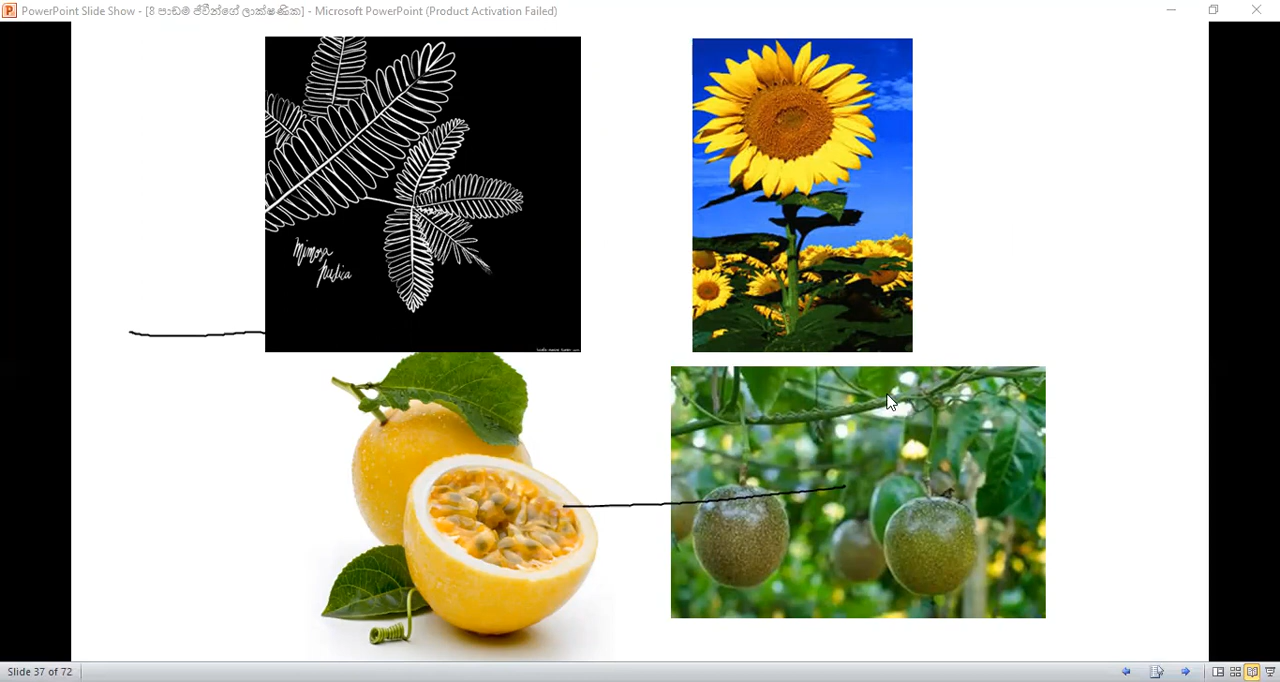 PowerPoint Slide Show - [8 පාඩම ජීවීන්ගේ ලාක්ෂණික] - Microsoft PowerPoint (Product Activation Failed)
mimosa
Pudica
Slide 37 of 72